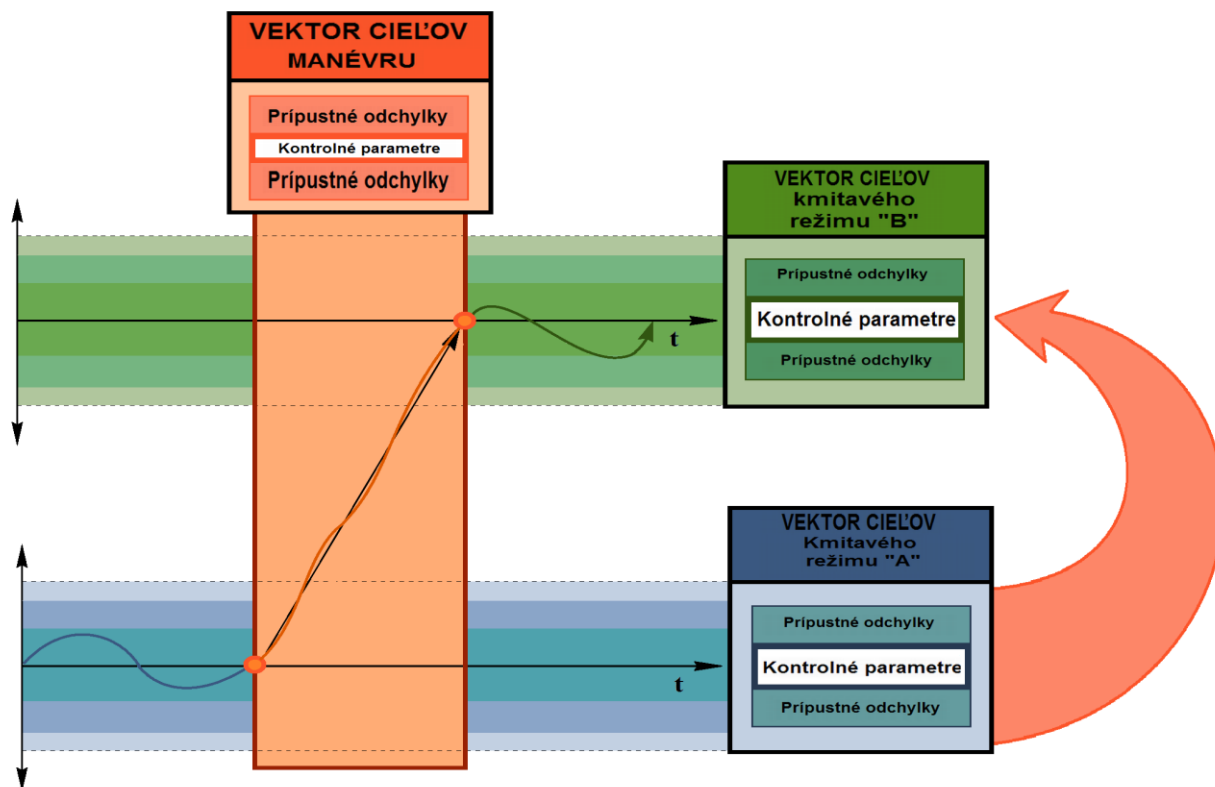 VEKTOR CIEĽOV
MANÉVRU
Prípustné odchylky
Kontrolné parametre
Prípustné odchylky
VEKTOR CIEĽOV
kmitavého
režimu "B"
Prípustné odchylky
Kontrolné parametre
Prípustné odchylky
t
VEKTOR CIEĽOV
Kmitavého
režimu "A"
Prípustné odchylky
Kontrolné parametre
Prípustné odchylky
t